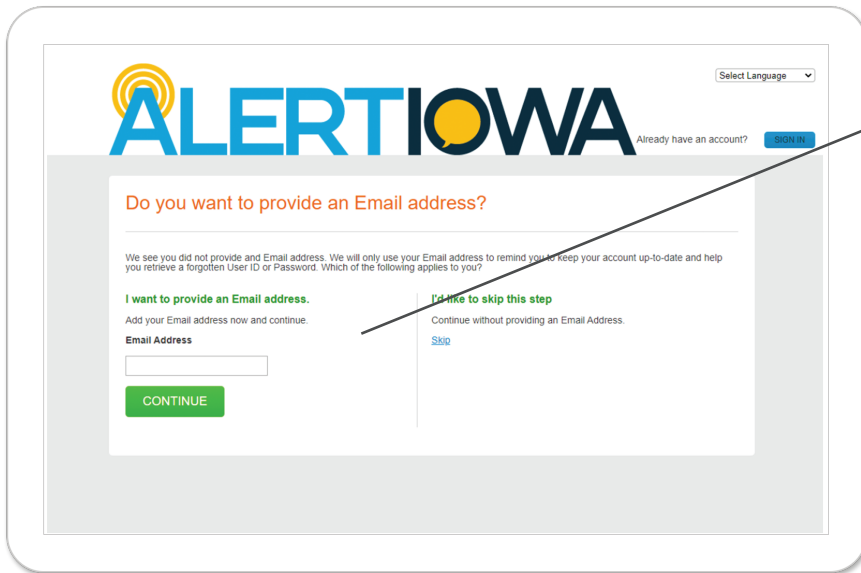 Select Language
ALERTIOWA
Already have an account?
SIGN IN
Do you want to provide an Email address?
We see you did not provide and Email address. We will only use your Email address to remind you to keep your account up-to-date and help
you retrieve a forgotten User ID or Password. Which of the following applies to you?
I want to provide an Email address.
Add your Email address now and continue.
Email Address
CONTINUE
I'd like to skip this step
Continue without providing an Email Address.
Skip